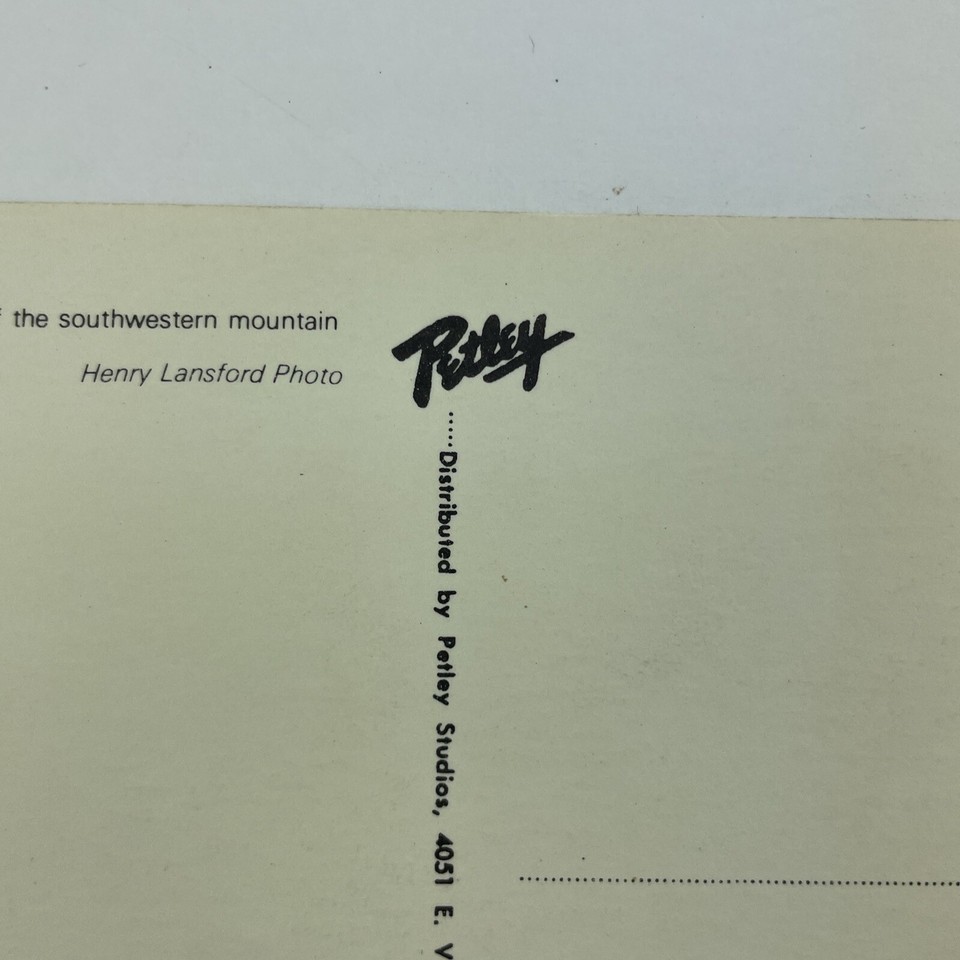 the southwestern mountain
Henry Lansford Photo
Petley
Distributed by Petley Studios, 4051 E.